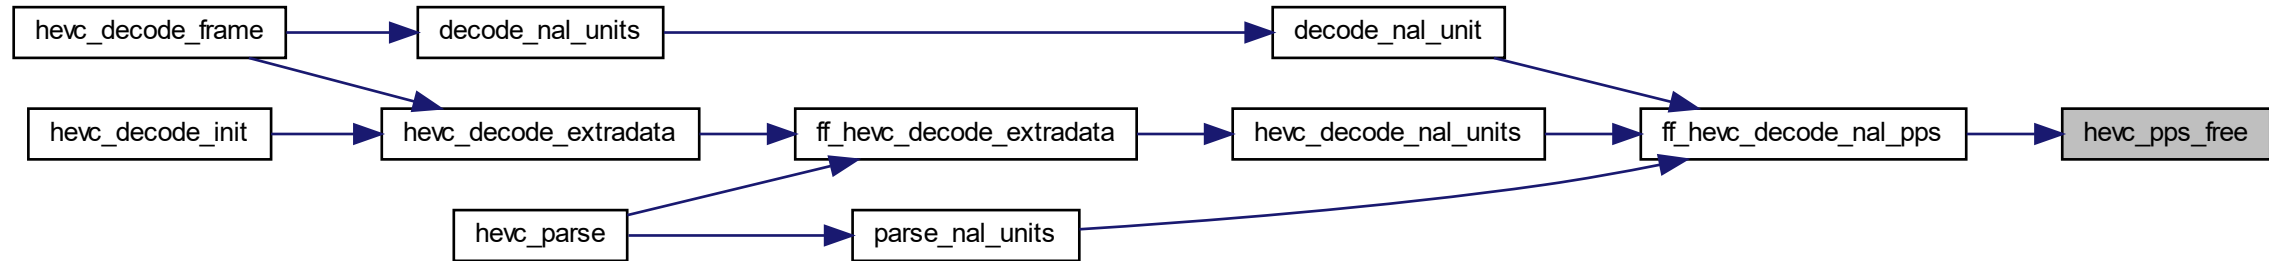 hevc_decode_frame
decode_nal_units
decode_nal_unit
hevc_decode_init
hevc_decode_extradata
ff_hevc_decode_extradata
hevc_decode_nal_units
ff_hevc_decode_nal_pps
hevc_pps_free
hevc_parse
parse_nal_units